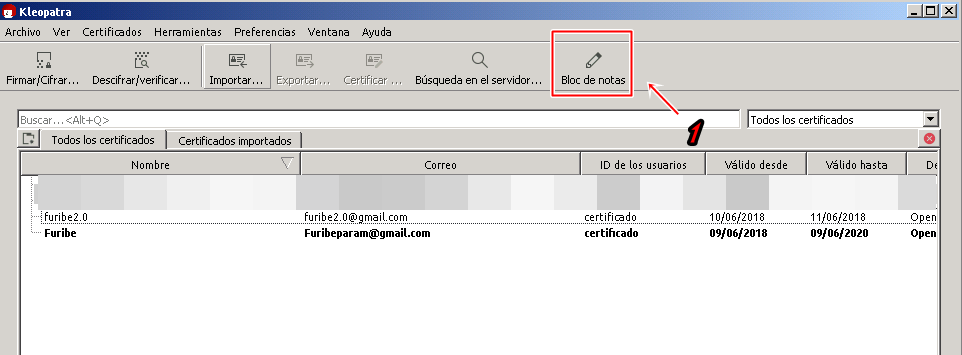 Kleopatra
Archivo Ver Certificados Herramientas Preferencias Ventana Ayuda
Firmar/Cifrar... Descifrar/verificar... Importar... Exportar... Certificar ... Búsqueda en el servidor... Bloc de notas
1
Buscar...<Alt+Q> Todos los certificados
Todos los certificados Certificados importados
Nombre Correo ID de los usuarios Válido desde Válido hasta De
furibe2.0 furibe2.0@gmail.com certificado 10/06/2018 11/06/2018 Open
Furibe Furibeparam@gmail.com certificado 09/06/2018 09/06/2020 Open